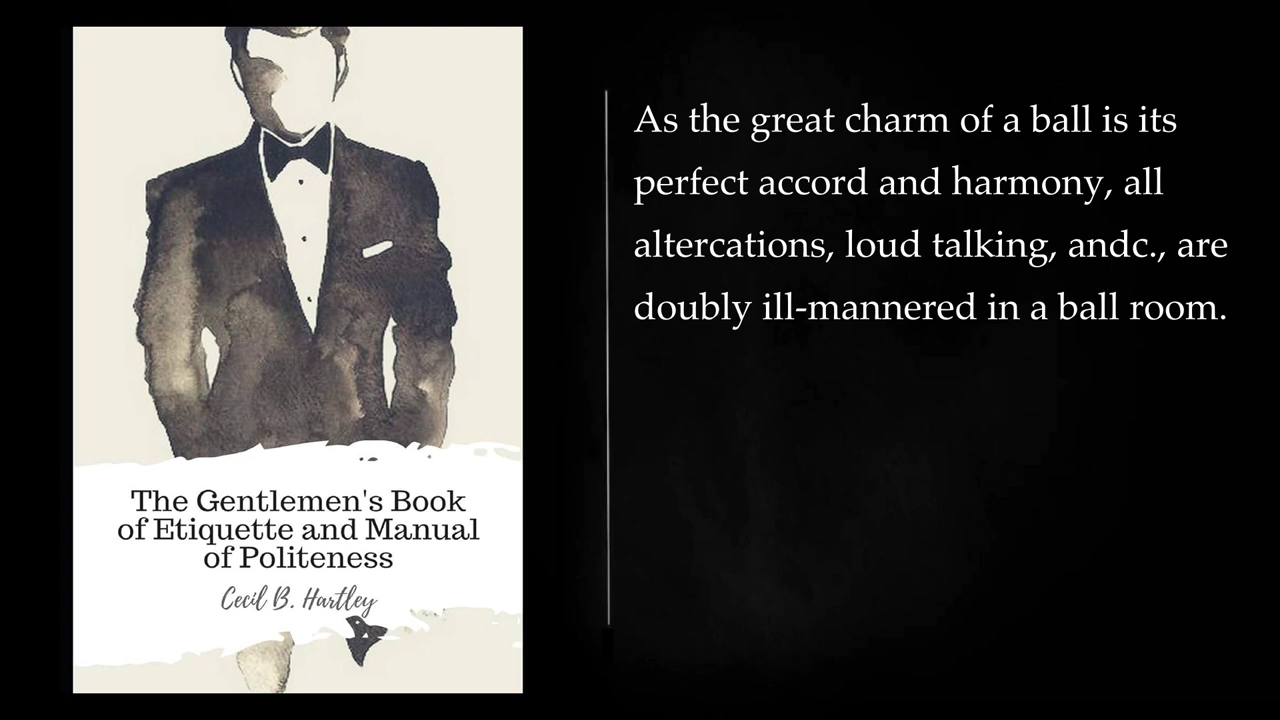 The Gentlemen's Book
of Etiquette and Manual
of Politeness
Cecil B. Hartley
As the great charm of a ball is its
perfect accord and harmony, all
altercations, loud talking, andc., are
doubly ill-mannered in a ball room.